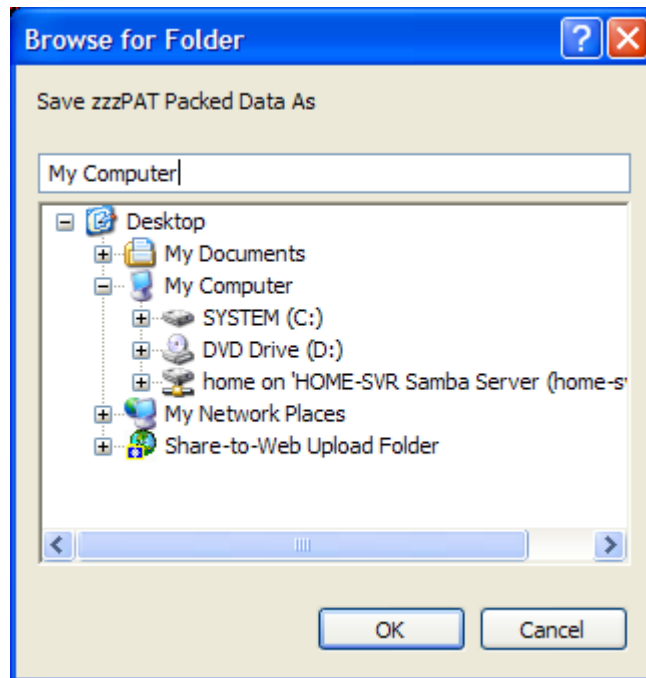 Browse for Folder
Save zzzPAT Packed Data As
My Computer
Desktop
My Documents
My Computer
SYSTEM (C:)
DVD Drive (D:)
home on 'HOME-SVR Samba Server (home-s
My Network Places
Share-to-Web Upload Folder
OK Cancel